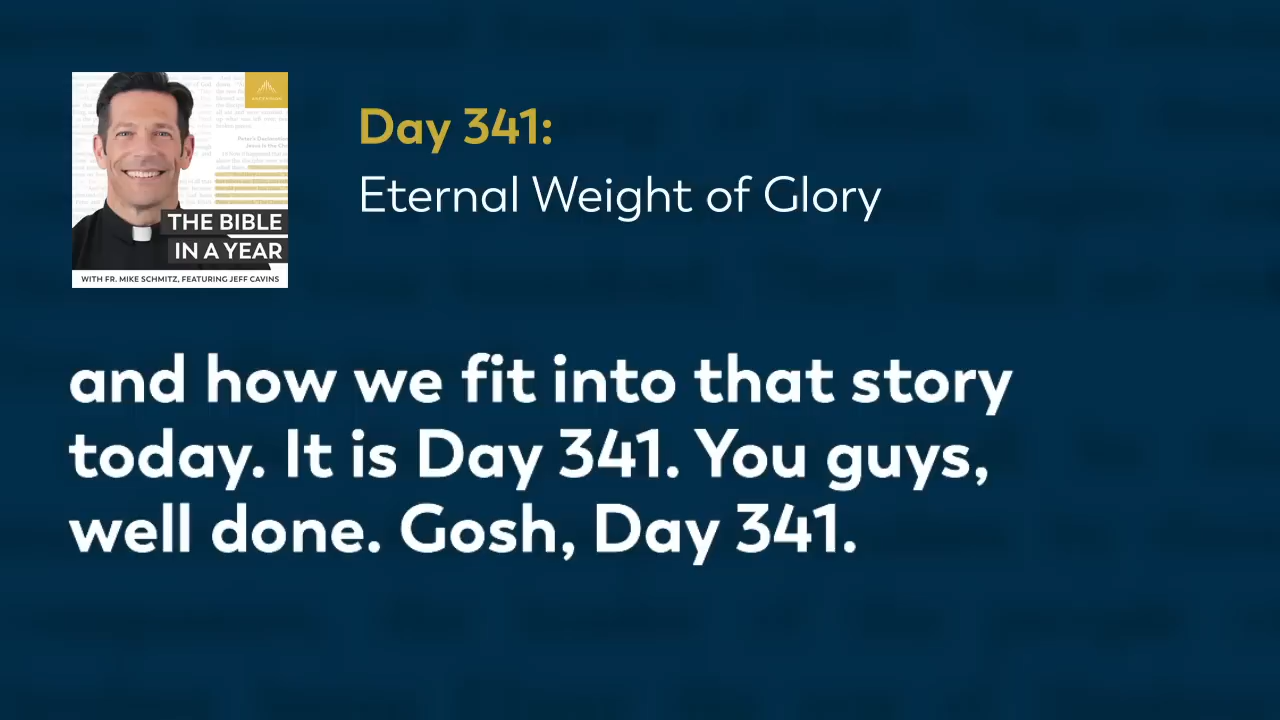 Day 341:
Eternal Weight of Glory
THE BIBLE
IN A YEAR
WITH FR. MIKE SCHMITZ, FEATURING JEFF CAVINS
and how we fit into that story
today. It is Day 341. You guys,
well done. Gosh, Day 341.